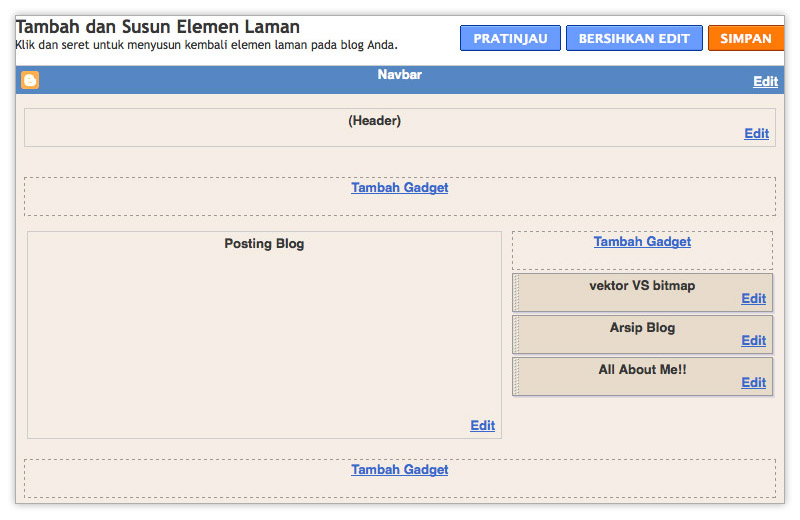 Tambah dan Susun Elemen Laman
Klik dan seret untuk menyusun kembali elemen laman pada blog Anda.
PRATINJAU
BERSIHKAN EDIT
SIMPAN
Navbar
Edit
(Header)
Edit
Tambah Gadget
Posting Blog
Edit
Tambah Gadget
vektor VS bitmap
Edit
Arsip Blog
Edit
All About Me!!
Edit
Tambah Gadget